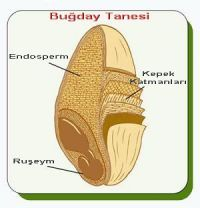 Buğday Tanesi
Endosperm
Kepek
Katmanları
Ruşeym